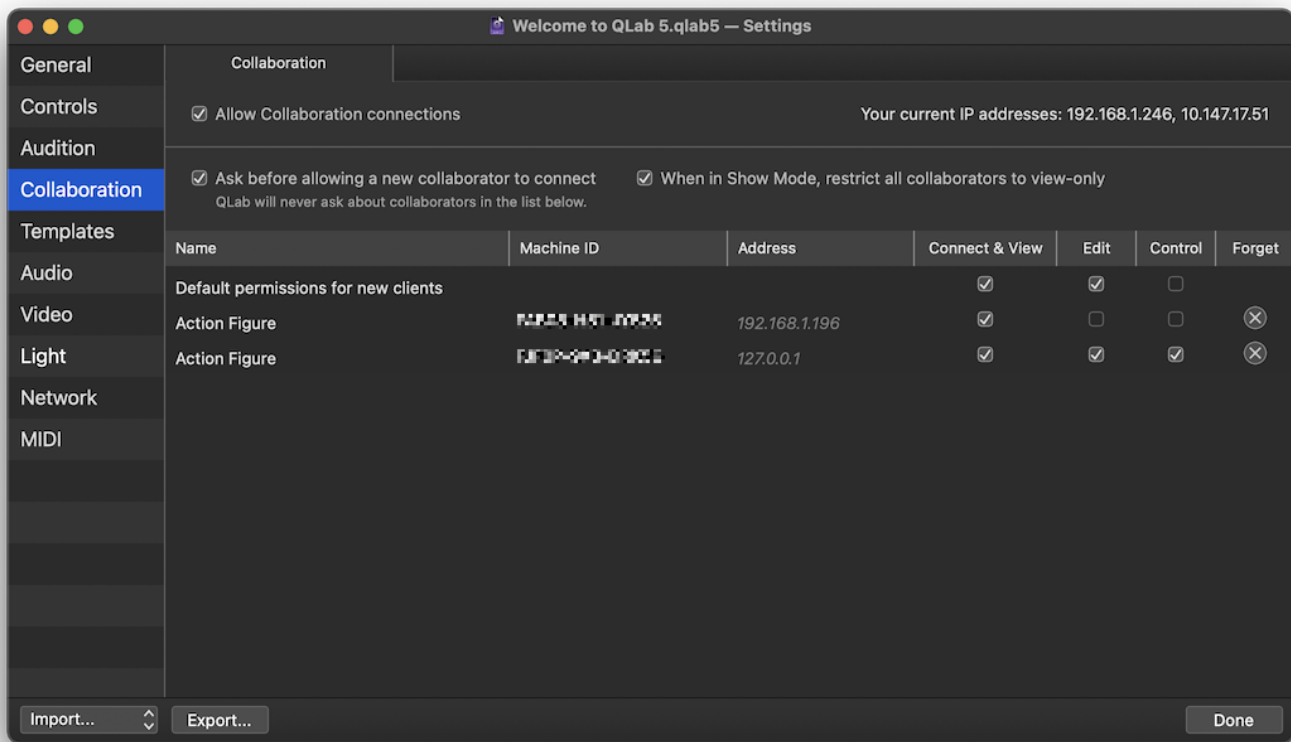 Welcome to QLab 5.qlab5 — Settings
General
Controls
Audition
Collaboration
Templates
Audio
Video
Light
Network
MIDI
Collaboration
Allow Collaboration connections
Your current IP addresses: 192.168.1.246, 10.147.17.51
Ask before allowing a new collaborator to connect
When in Show Mode, restrict all collaborators to view-only
QLab will never ask about collaborators in the list below.
Name Machine ID Address Connect & View Edit Control Forget
Default permissions for new clients
Action Figure 192.168.1.196
Action Figure 127.0.0.1
Import... Export... Done